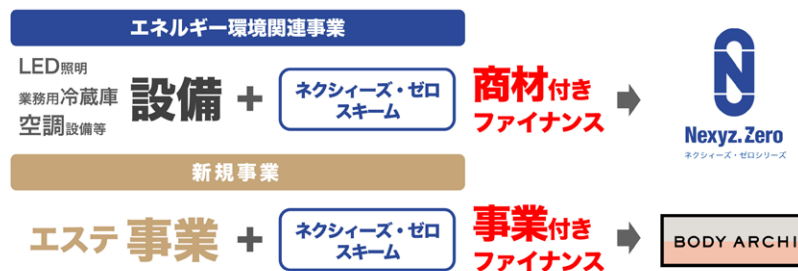 エネルギー環境関連事業
LED照明
業務用冷蔵庫
空調設備等
設備
+
ネクシィーズ・ゼロ
スキーム
商材付き
ファイナンス
Nexyz.Zero
ネクシィーズ・ゼロシリーズ
新規事業
エステ事業
+
ネクシィーズ・ゼロ
スキーム
事業付き
ファイナンス
BODY ARCHI